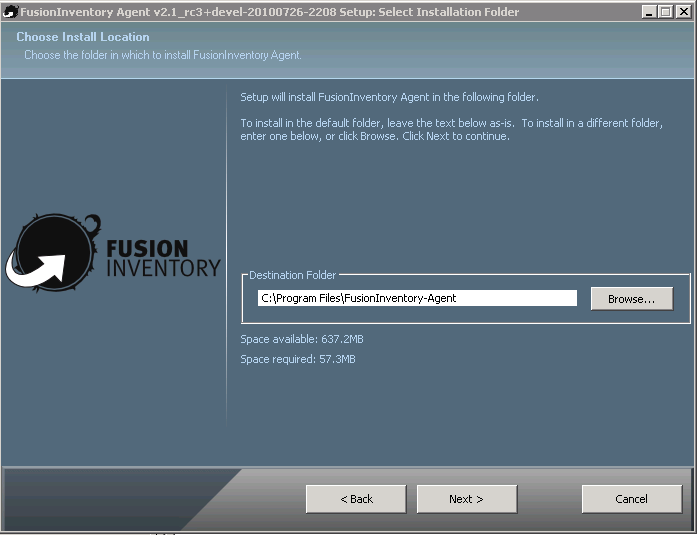 FusionInventory Agent v2.1_rc3+devel-20100726-2208 Setup: Select Installation Folder
Choose Install Location
Choose the folder in which to install FusionInventory Agent.
Setup will install FusionInventory Agent in the following folder.
To install in the default folder, leave the text below as-is. To install in a different folder,
enter one below, or click Browse. Click Next to continue.
FUSION
INVENTORY
Destination Folder
C:\Program Files\FusionInventory-Agent
Browse...
Space available: 637.2MB
Space required: 57.3MB
< Back
Next >
Cancel